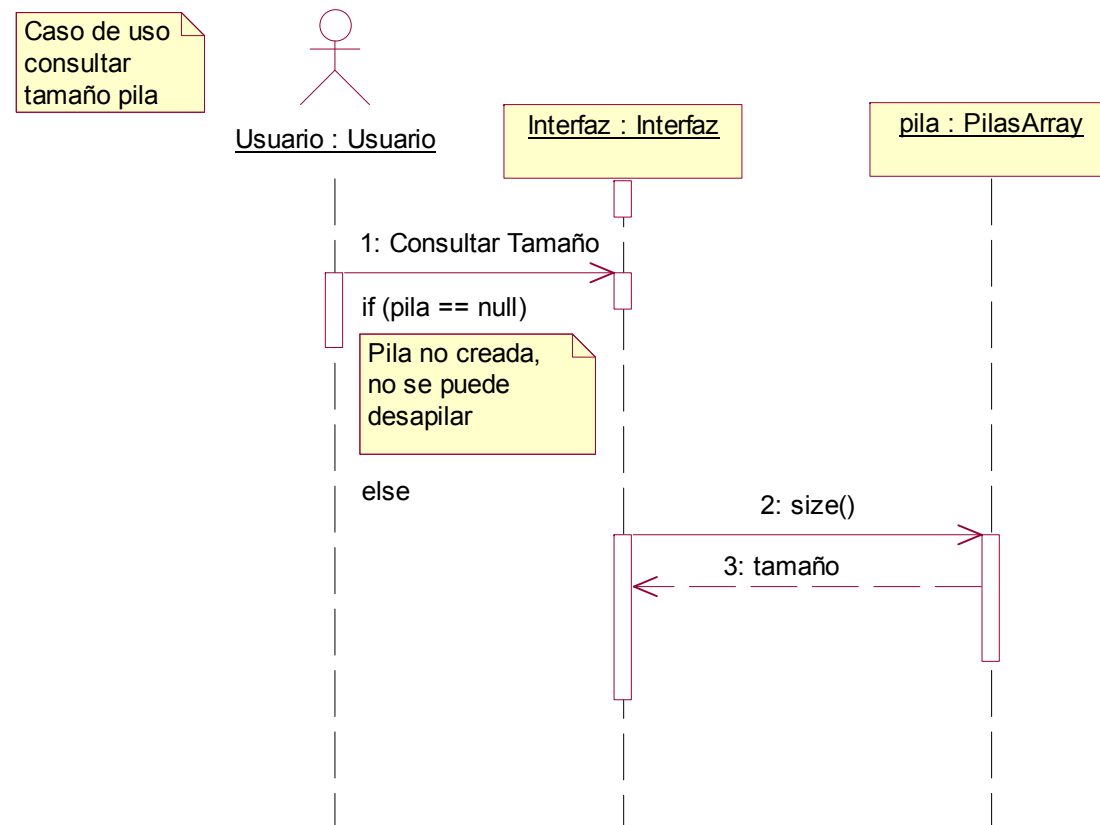 Caso de uso
consultar
tamaño pila
Usuario : Usuario
Interfaz : Interfaz
pila : PilasArray
1: Consultar Tamaño
if (pila == null)
Pila no creada,
no se puede
desapilar
else
2: size()
3: tamaño